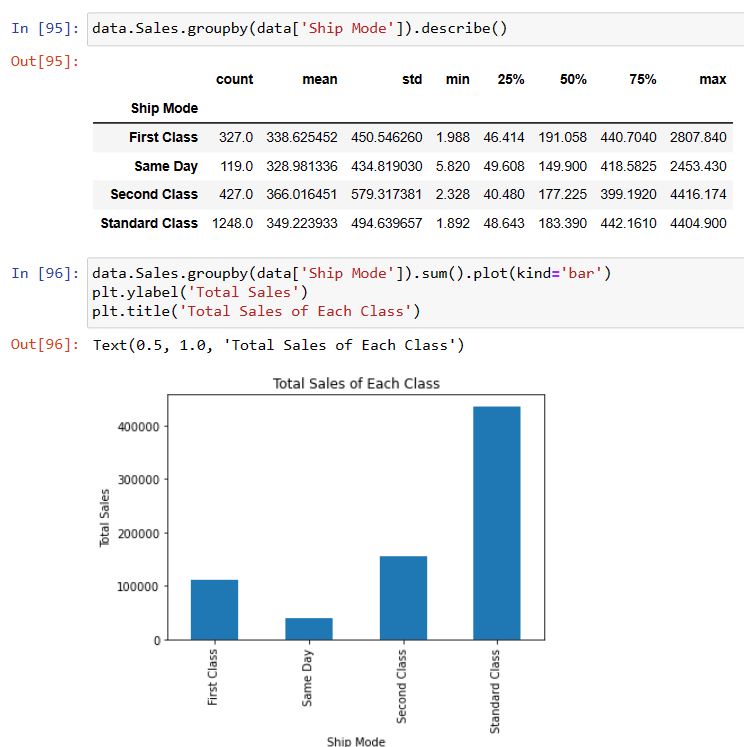 In [95]: data.Sales.groupby(data['Ship Mode']).describe()
Out[95]:
count mean std min 25% 50% 75% max
Ship Mode
First Class 327.0 338.625452 450.546260 1.988 46.414 191.058 440.7040 2807.840
Same Day 119.0 328.981336 434.819030 5.820 49.608 149.900 418.5825 2453.430
Second Class 427.0 366.016451 579.317381 2.328 40.480 177.225 399.1920 4416.174
Standard Class 1248.0 349.223933 494.639657 1.892 48.643 183.390 442.1610 4404.900
In [96]: data.Sales.groupby(data['Ship Mode']).sum().plot(kind='bar')
plt.ylabel('Total Sales')
plt.title('Total Sales of Each Class')
Out[96]: Text(0.5, 1.0, 'Total Sales of Each Class')
Total Sales of Each Class
Total Sales
400000
300000
200000
100000
0
First Class
Same Day
Second Class
Standard Class
Ship Mode